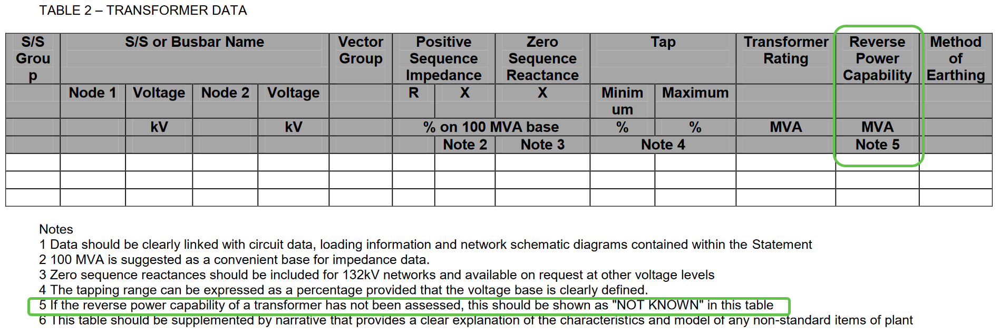 TABLE 2 – TRANSFORMER DATA
S/S Grou p S/S or Busbar Name Vector Group Positive Sequence Impedance Zero Sequence Reactance Tap Transformer Rating Reverse Power Capability Method of Earthing
Node 1 Voltage Node 2 Voltage R X X Minim um Maximum
kV kV % on 100 MVA base % % MVA MVA
Note 2 Note 3 Note 4 Note 5
Notes
1 Data should be clearly linked with circuit data, loading information and network schematic diagrams contained within the Statement
2 100 MVA is suggested as a convenient base for impedance data.
3 Zero sequence reactances should be included for 132kV networks and available on request at other voltage levels
4 The tapping range can be expressed as a percentage provided that the voltage base is clearly defined.
5 If the reverse power capability of a transformer has not been assessed, this should be shown as "NOT KNOWN" in this table
6 This table should be supplemented by narrative that provides a clear explanation of the characteristics and model of any non-standard items of plant